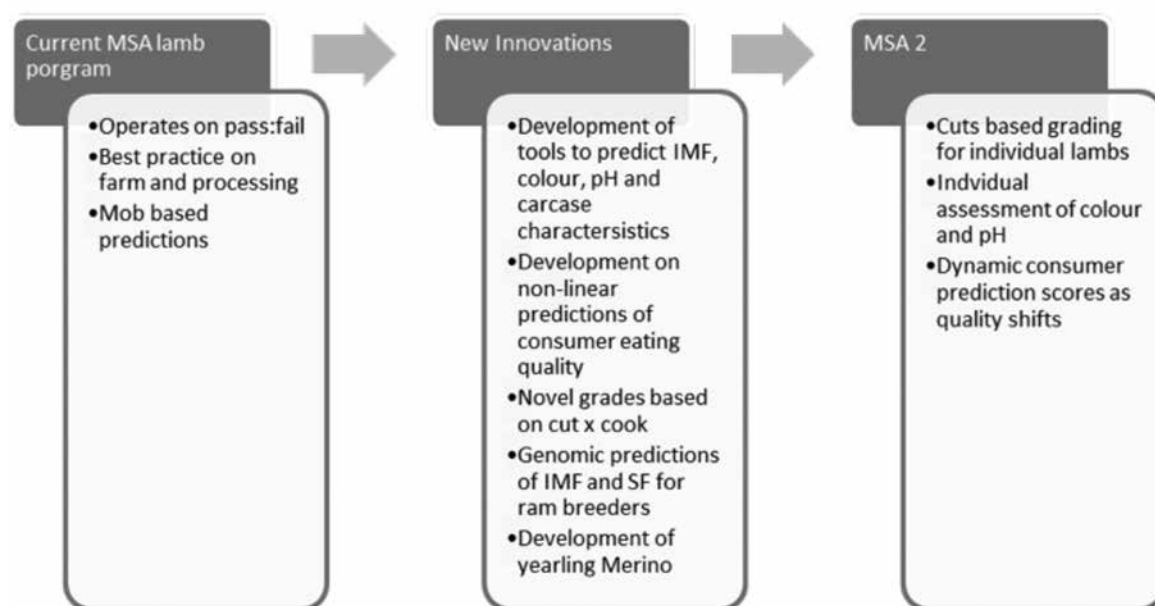 Current MSA lamb
porgram
•Operates on pass:fail
•Best practice on
farm and processing
•Mob based
predictions
New Innovations
•Development of
tools to predict IMF,
colour, pH and
carcase
charactersistics
•Development on
non-linear
predictions of
consumer eating
quality
•Novel grades based
on cut x cook
•Genomic predictions
of IMF and SF for
ram breeders
•Development of
yearling Merino
MSA 2
•Cuts based grading
for individual lambs
•Indvidual
assessment of colour
and pH
•Dynamic consumer
prediction scores as
quality shifts